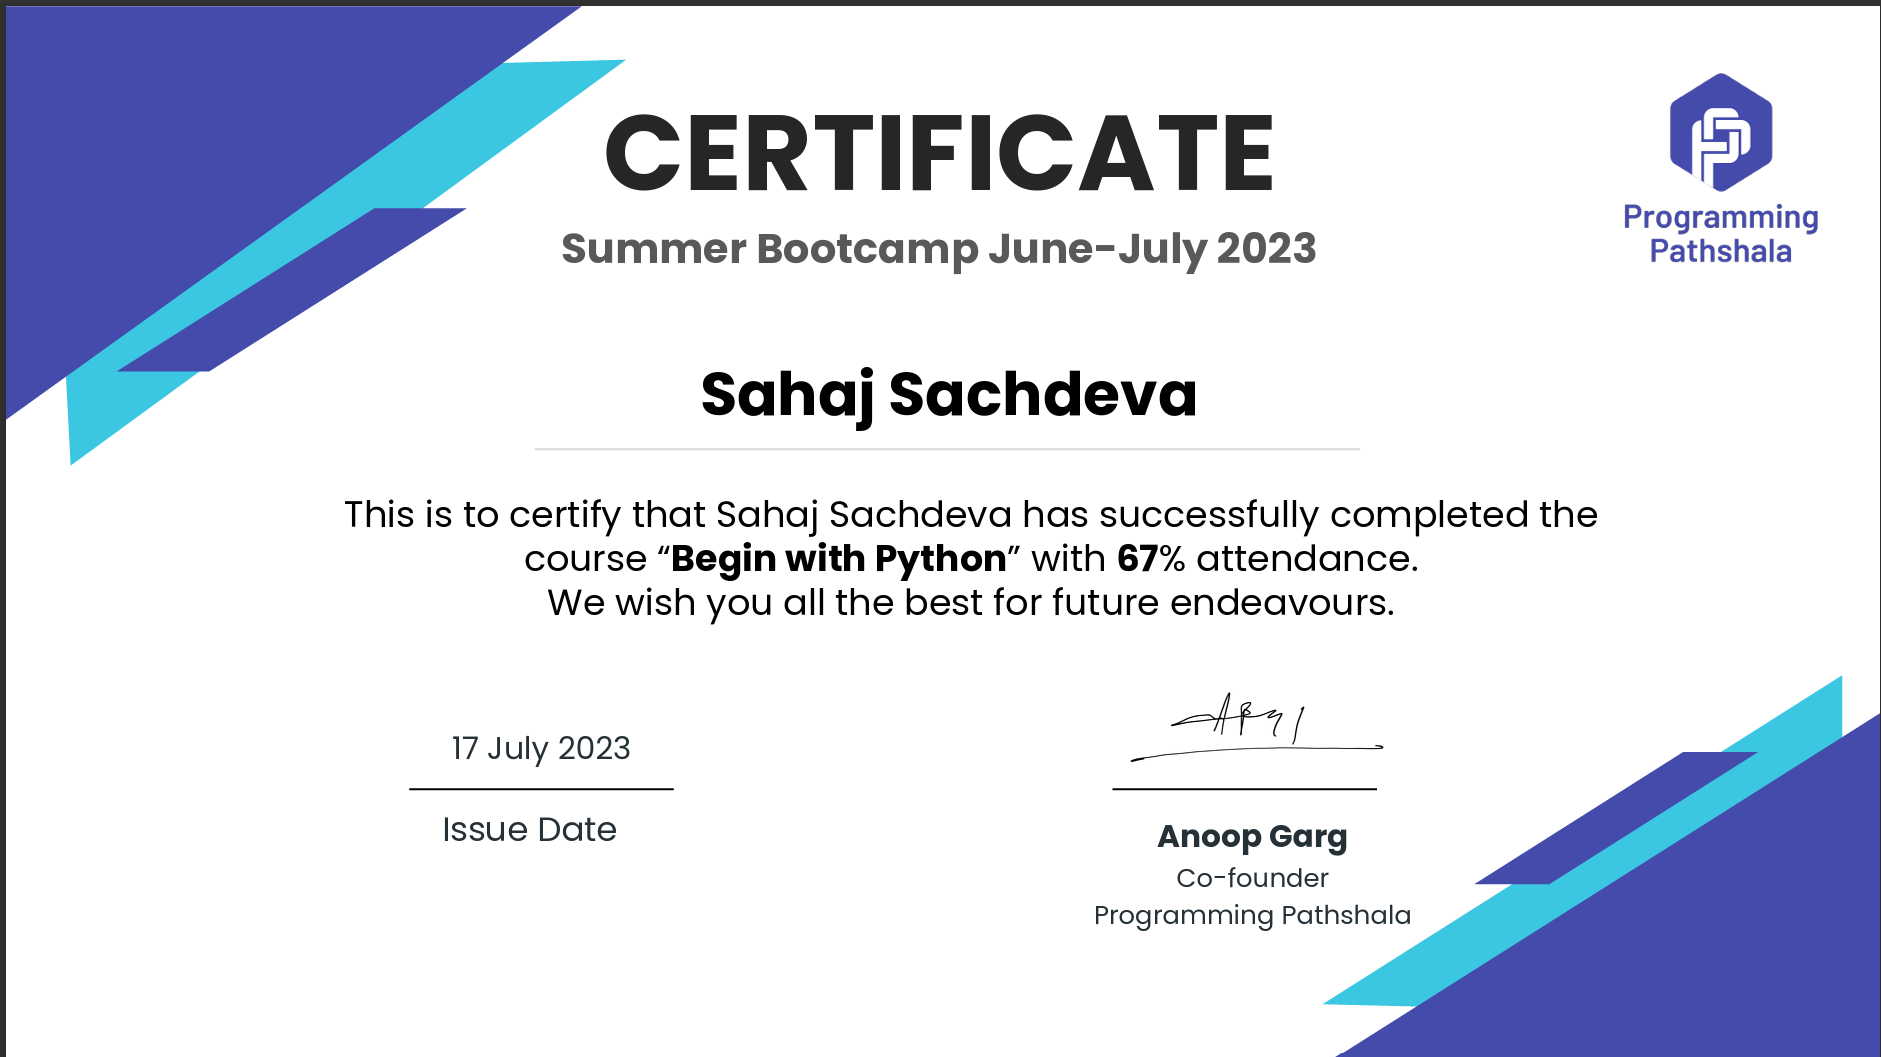 CERTIFICATE
Summer Bootcamp June-July 2023
Programming
Pathshala
Sahaj Sachdeva
This is to certify that Sahaj Sachdeva has successfully completed the
course “Begin with Python” with 67% attendance.
We wish you all the best for future endeavours.
17 July 2023
Issue Date
Anoop Garg
Co-founder
Programming Pathshala